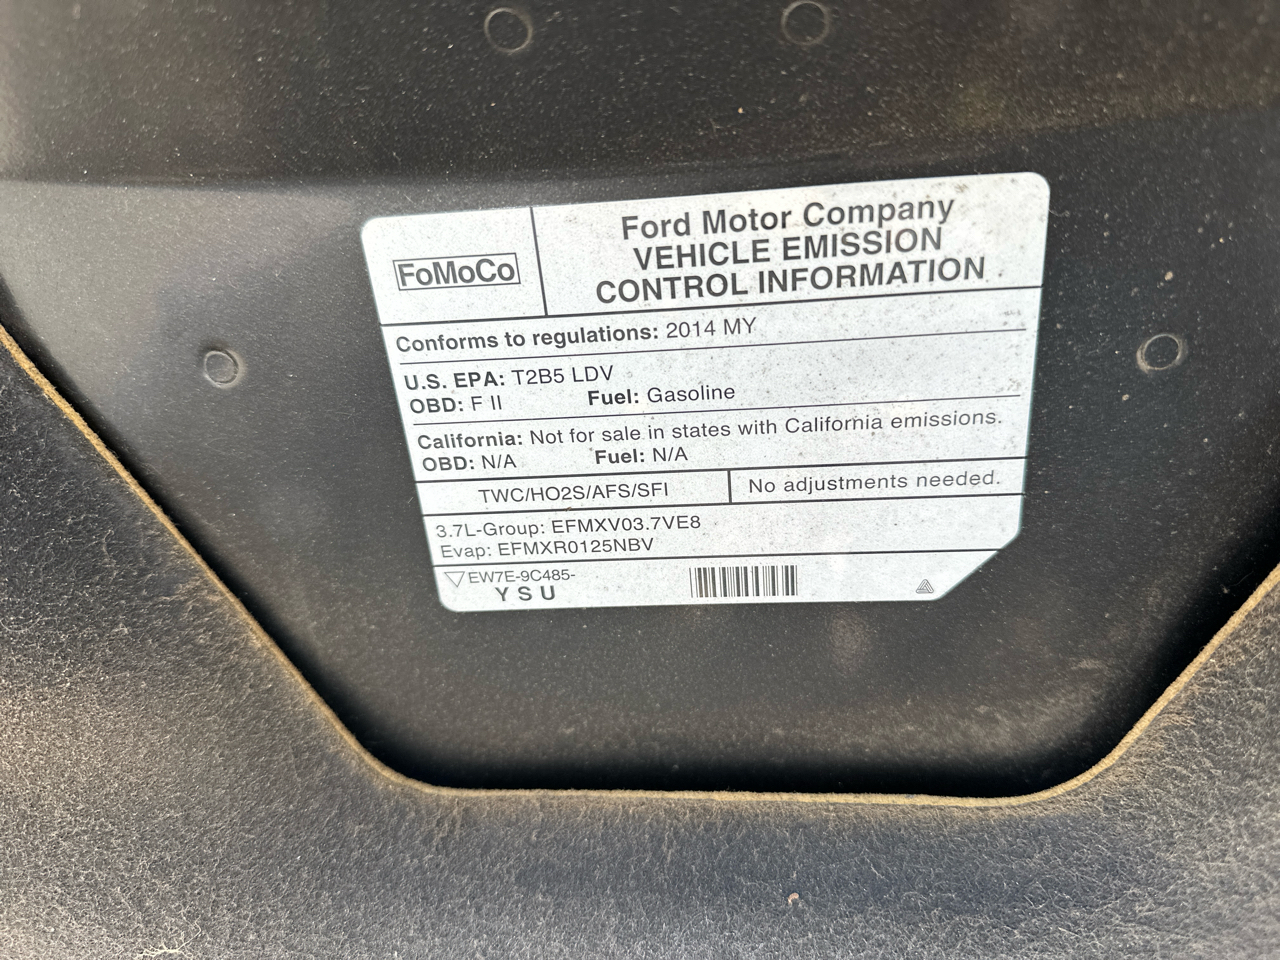 FoMoCo
Ford Motor Company
VEHICLE EMISSION
CONTROL INFORMATION
Conforms to regulations: 2014 MY
U.S. EPA: T2B5 LDV
OBD: F II Fuel: Gasoline
California: Not for sale in states with California emissions.
OBD: N/A Fuel: N/A
TWC/HO2S/AFS/SFI No adjustments needed.
3.7L-Group: EFMXV03.7VE8
Evap: EFMXR0125NBV
EW7E-9C485-
Y S U